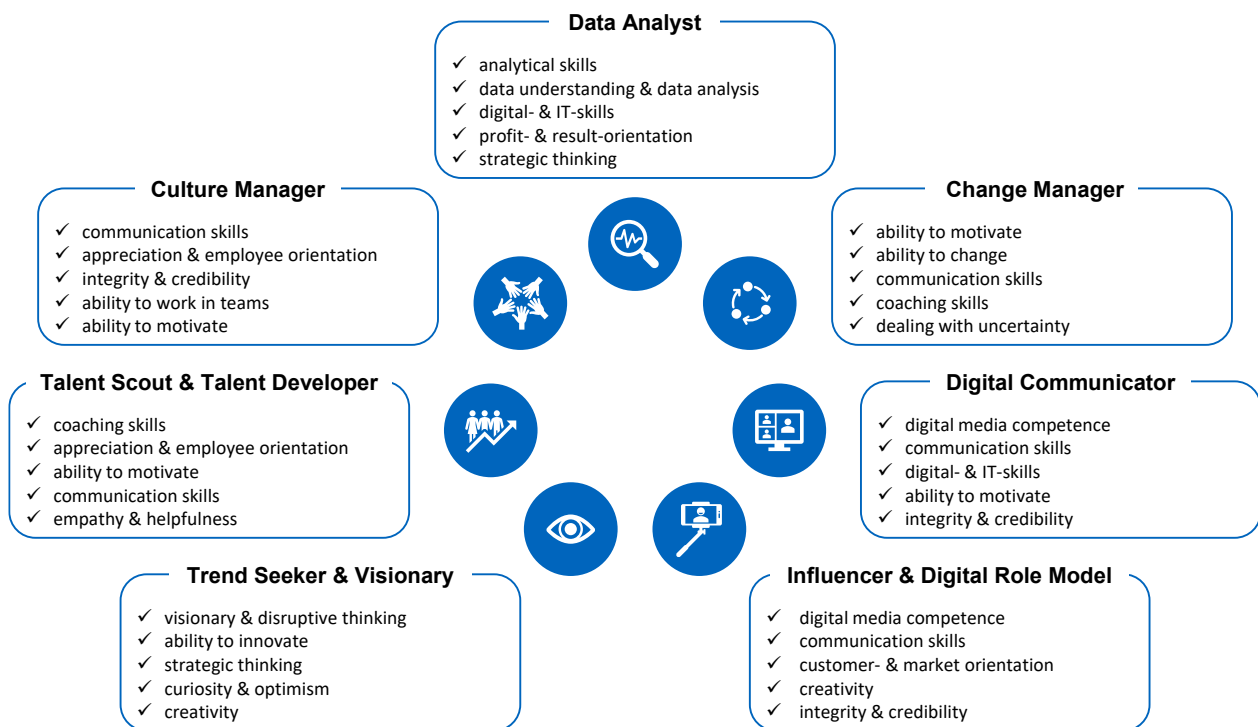 Data Analyst
✓ analytical skills
✓ data understanding & data analysis
✓ digital- & IT-skills
✓ profit- & result-orientation
✓ strategic thinking
Culture Manager
✓ communication skills
✓ appreciation & employee orientation
✓ integrity & credibility
✓ ability to work in teams
✓ ability to motivate
Change Manager
✓ ability to motivate
✓ ability to change
✓ communication skills
✓ coaching skills
✓ dealing with uncertainty
Talent Scout & Talent Developer
✓ coaching skills
✓ appreciation & employee orientation
✓ ability to motivate
✓ communication skills
✓ empathy & helpfulness
Digital Communicator
✓ digital media competence
✓ communication skills
✓ digital- & IT-skills
✓ ability to motivate
✓ integrity & credibility
Trend Seeker & Visionary
✓ visionary & disruptive thinking
✓ ability to innovate
✓ strategic thinking
✓ curiosity & optimism
✓ creativity
Influencer & Digital Role Model
✓ digital media competence
✓ communication skills
✓ customer- & market orientation
✓ creativity
✓ integrity & credibility